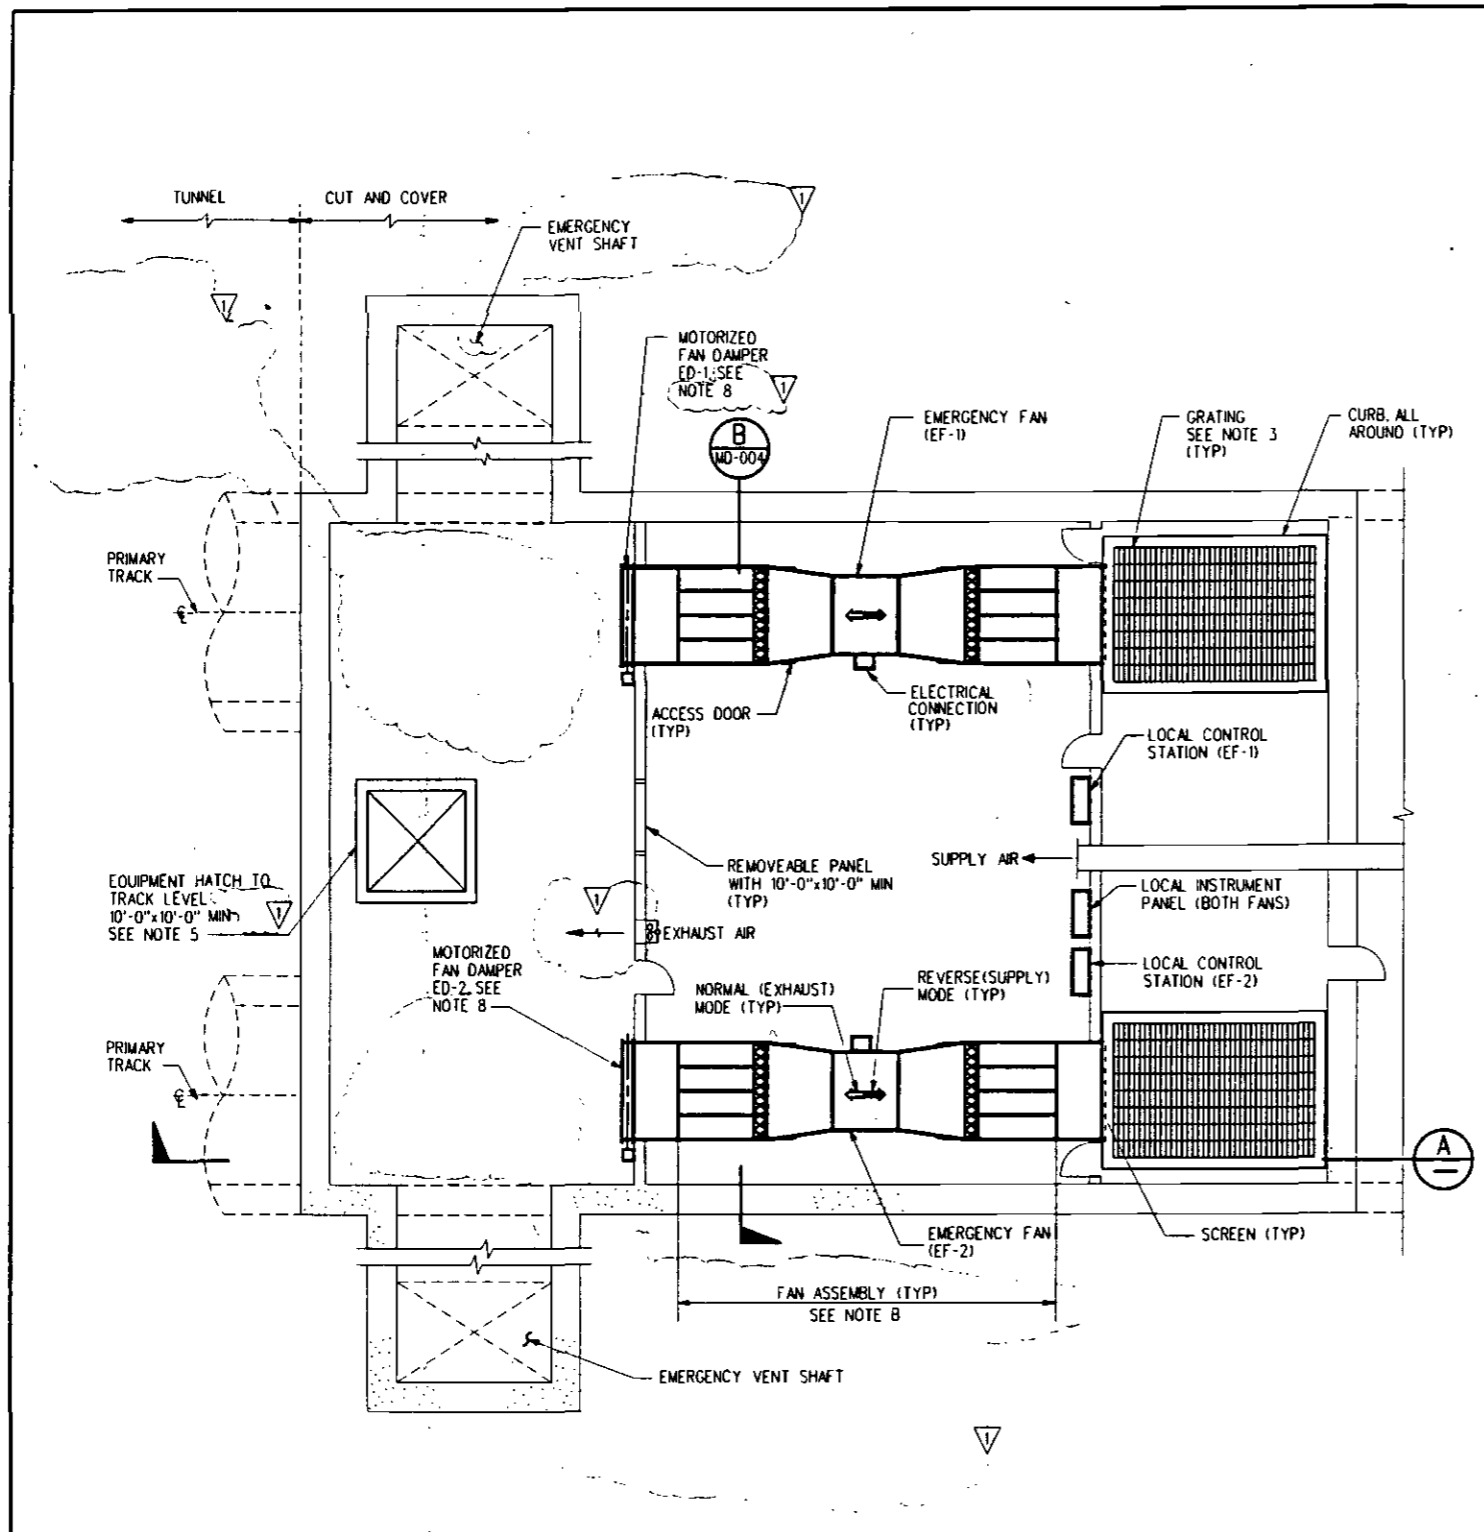 TUNNEL
CUT AND COVER
1
EMERGENCY
VENT SHAFT
1
MOTORIZED
FAN DAMPER
ED-1, SEE
NOTE 8
1
B
MD-004
EMERGENCY FAN
(EF-1)
GRATING
SEE NOTE 3
(TYP)
CURB, ALL
AROUND (TYP)
PRIMARY
TRACK
ACCESS DOOR
(TYP)
ELECTRICAL
CONNECTION
(TYP)
LOCAL CONTROL
STATION (EF-1)
SUPPLY AIR
REMOVEABLE PANEL
WITH 10'-0"x10'-0" MIN
(TYP)
EQUIPMENT HATCH TO
TRACK LEVEL
10'-0"x10'-0" MIN
SEE NOTE 5
1
1
EXHAUST AIR
LOCAL INSTRUMENT
PANEL (BOTH FANS)
MOTORIZED
FAN DAMPER
ED-2, SEE
NOTE 8
NORMAL (EXHAUST)
MODE (TYP)
REVERSE(SUPPLY)
MODE (TYP)
LOCAL CONTROL
STATION (EF-2)
PRIMARY
TRACK
A
EMERGENCY FAN
(EF-2)
SCREEN (TYP)
FAN ASSEMBLY (TYP)
SEE NOTE 8
EMERGENCY VENT SHAFT
1